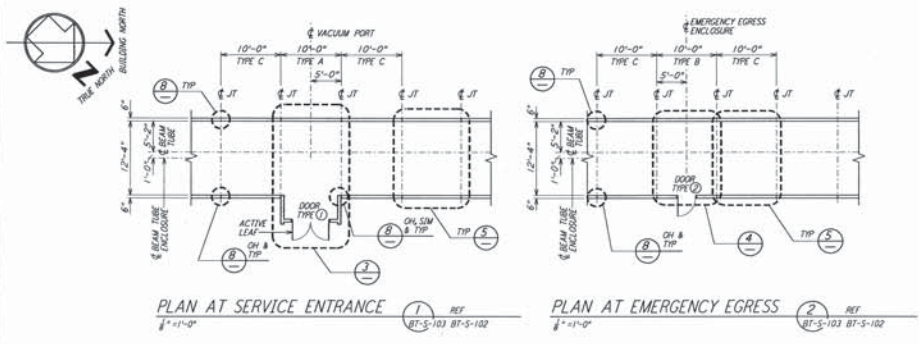 BUILDING NORTH
TRUE NORTH
N
℄ VACUUM PORT
10'-0" 10'-0" 10'-0"
TYPE C TYPE A TYPE C
5'-0"
8 TYP
℄ JT ℄ JT ℄ JT ℄ JT ℄ JT
6"
12'-4"
6"
5'-2"
1'-0"
℄ BEAM TUBE
℄ BEAM TUBE ENCLOSURE
DOOR TYPE 1
ACTIVE LEAF
8 OH & TYP
8 OH, SIM & TYP
TYP 5
3
PLAN AT SERVICE ENTRANCE 1 REF
⅛" =1'-0" BT-S-103 BT-S-102
℄ EMERGENCY EGRESS
ENCLOSURE
10'-0" 10'-0" 10'-0"
TYPE C TYPE B TYPE C
5'-0"
8 TYP
℄ JT ℄ JT ℄ JT ℄ JT ℄ JT
6"
12'-4"
6"
5'-2"
1'-0"
℄ BEAM TUBE
℄ BEAM TUBE ENCLOSURE
DOOR TYPE 2
8 OH & TYP
4
TYP 5
PLAN AT EMERGENCY EGRESS 2 REF
⅛" =1'-0" BT-S-103 BT-S-102